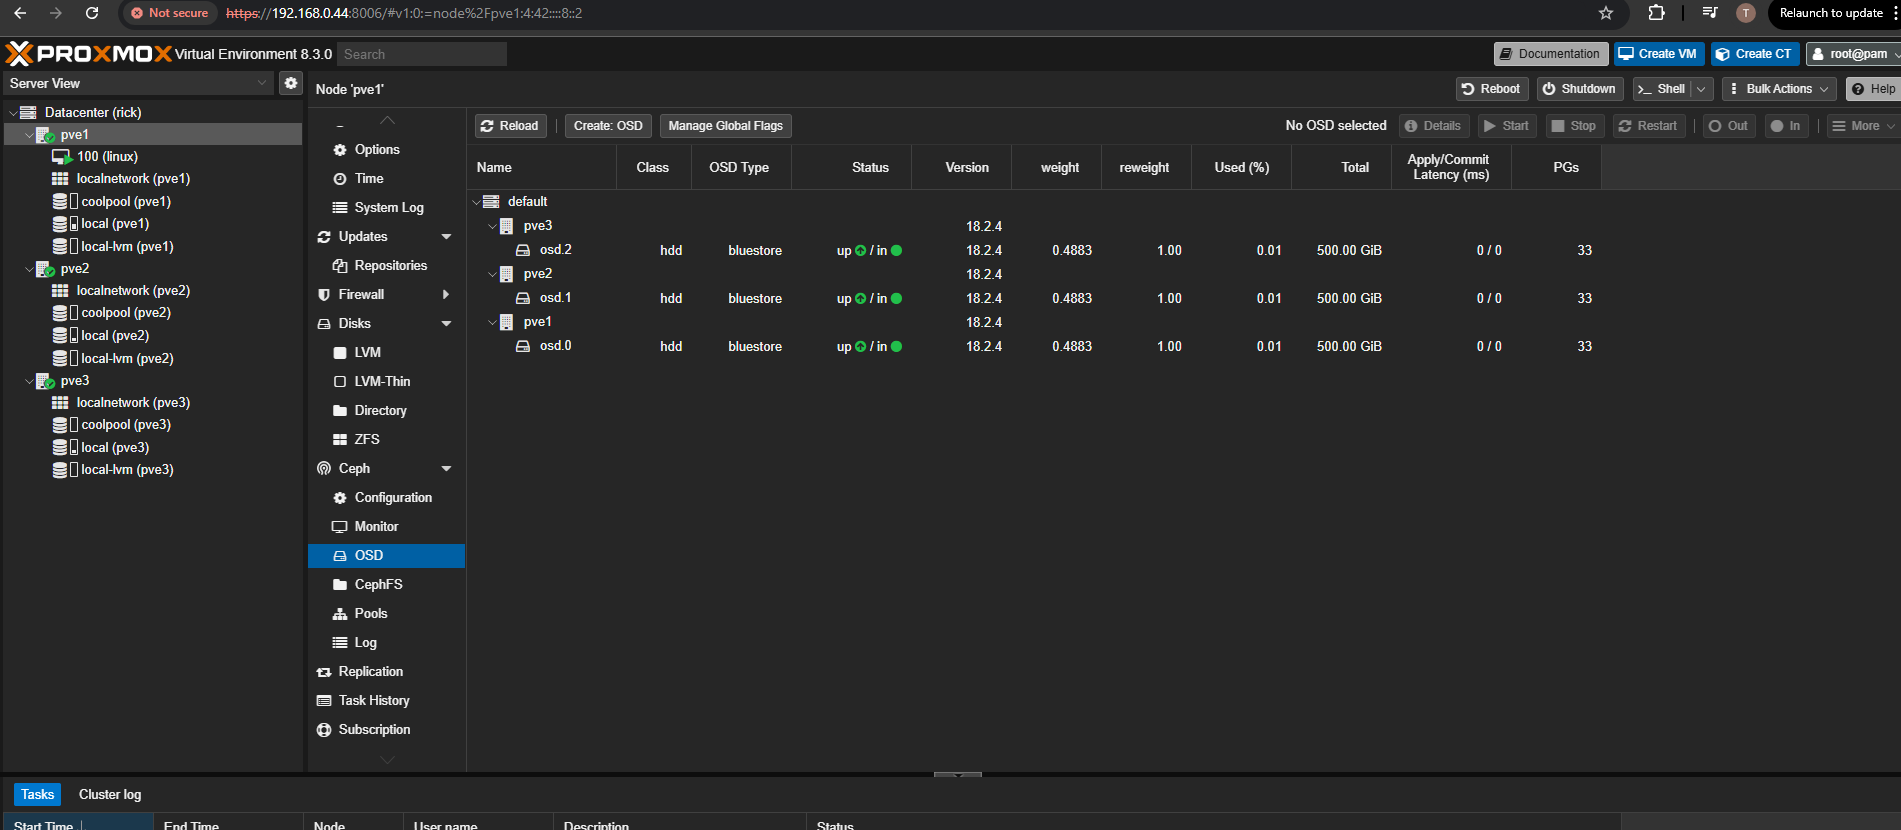 Not secure https://192.168.0.44:8006/#v1:0:=node%2Fpve1:4:42::::8::2 T Relaunch to update
PROXMOX Virtual Environment 8.3.0 Search Documentation Create VM Create CT root@pam
Server View
Node 'pve1' Reboot Shutdown Shell Bulk Actions Help
Datacenter (rick)
pve1
100 (linux)
localnetwork (pve1)
coolpool (pve1)
local (pve1)
local-lvm (pve1)
pve2
localnetwork (pve2)
coolpool (pve2)
local (pve2)
local-lvm (pve2)
pve3
localnetwork (pve3)
coolpool (pve3)
local (pve3)
local-lvm (pve3)
Options
Time
System Log
Updates
Repositories
Firewall
Disks
LVM
LVM-Thin
Directory
ZFS
Ceph
Configuration
Monitor
OSD
CephFS
Pools
Log
Replication
Task History
Subscription
Reload Create: OSD Manage Global Flags No OSD selected Details Start Stop Restart Out In More
Name Class OSD Type Status Version weight reweight Used (%) Total Apply/Commit Latency (ms) PGs
default
pve3 18.2.4
osd.2 hdd bluestore up / in 18.2.4 0.4883 1.00 0.01 500.00 GiB 0 / 0 33
pve2 18.2.4
osd.1 hdd bluestore up / in 18.2.4 0.4883 1.00 0.01 500.00 GiB 0 / 0 33
pve1 18.2.4
osd.0 hdd bluestore up / in 18.2.4 0.4883 1.00 0.01 500.00 GiB 0 / 0 33
Tasks Cluster log
Start Time End Time Node User name Description Status